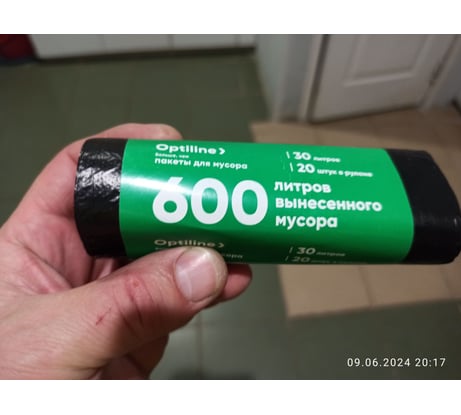 Optiline
больше, чем
пакеты для мусора
30 литров
20 штук в рулоне
600
литров
вынесенного
мусора
Optiline
30 литров
20
09.06.2024 20:17